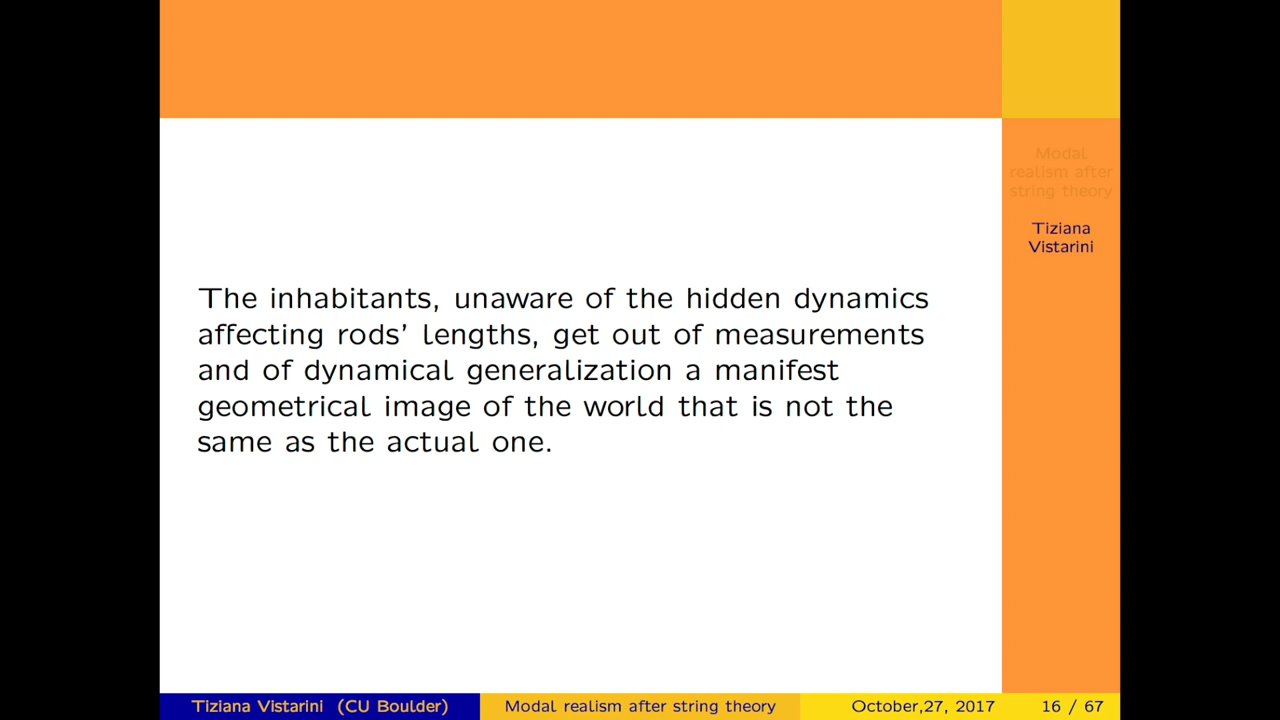 Modal
realism after
string theory
Tiziana
Vistarini
The inhabitants, unaware of the hidden dynamics
affecting rods' lengths, get out of measurements
and of dynamical generalization a manifest
geometrical image of the world that is not the
same as the actual one.
Tiziana Vistarini (CU Boulder)
Modal realism after string theory
October,27, 2017
16 / 67